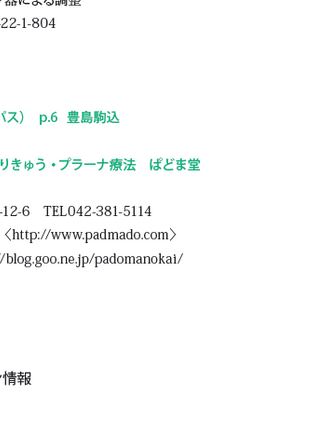 器による調整
22-1-804
パス） p.6 豊島駒込
りきゅう・プラーナ療法　ぱどま堂
-12-6　TEL042-381-5114
〈http://www.padmado.com〉
/blog.goo.ne.jp/padomanokai/
情報